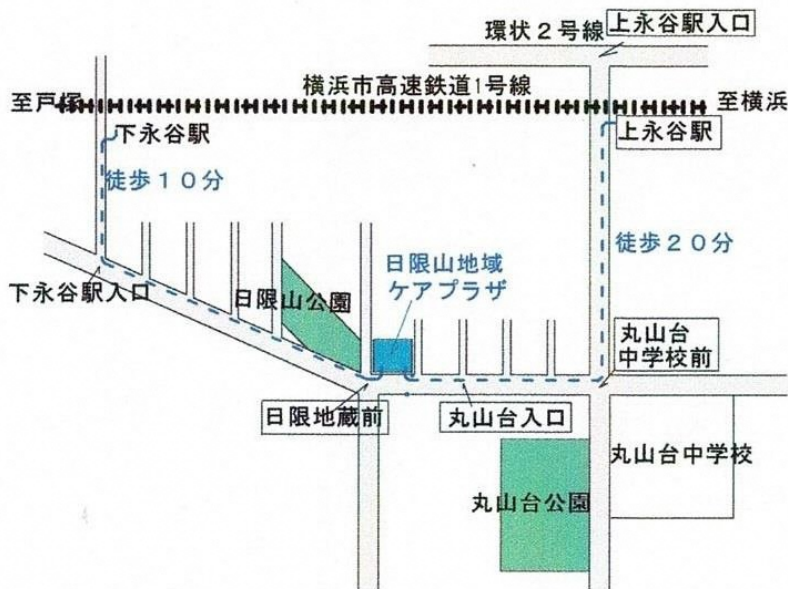 環状２号線
上永谷駅入口
横浜市高速鉄道1号線
至戸塚
至横浜
下永谷駅
上永谷駅
徒歩１０分
徒歩２０分
日限山地域
ケアプラザ
下永谷駅入口
日限山公園
丸山台
中学校前
日限地蔵前
丸山台入口
丸山台中学校
丸山台公園